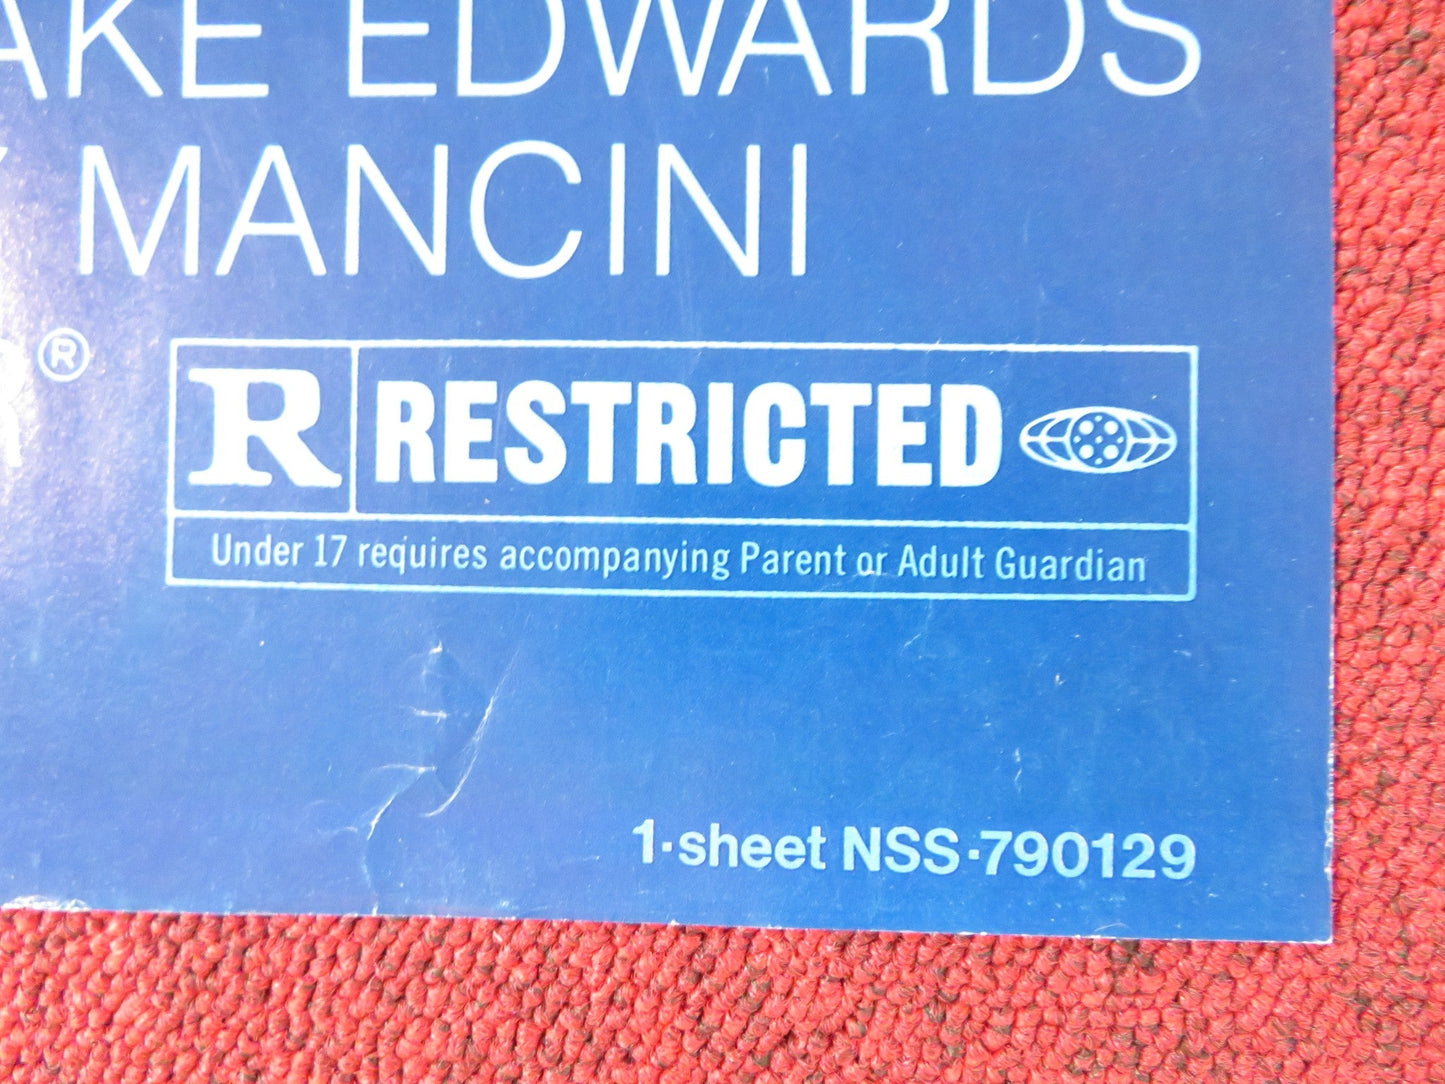 AKE EDWARDS
MANCINI
R®
R RESTRICTED
Under 17 requires accompanying Parent or Adult Guardian
1-sheet NSS-790129